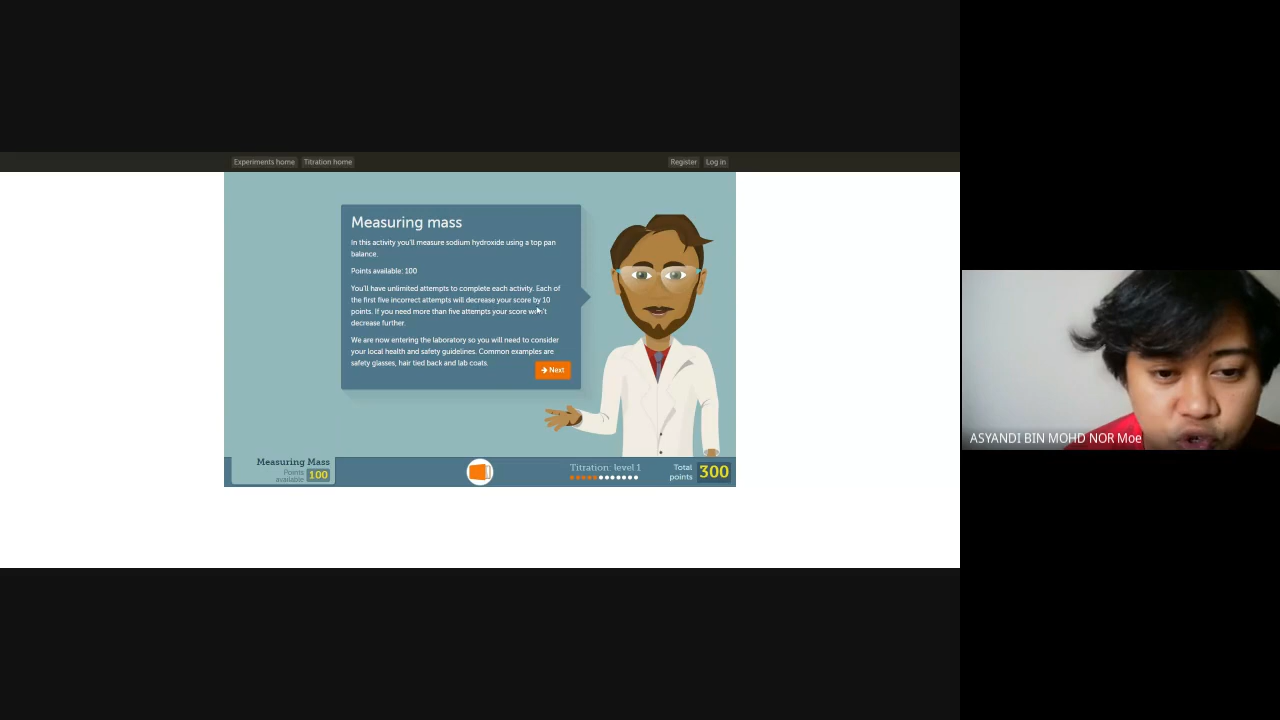 Experiments home Titration home Register Log in
Measuring mass
In this activity you'll measure sodium hydroxide using a top pan
balance.
Points available: 100
You'll have unlimited attempts to complete each activity. Each of
the first five incorrect attempts will decrease your score by 10
points. If you need more than five attempts your score won't
decrease further.
We are now entering the laboratory so you will need to consider
your local health and safety guidelines. Common examples are
safety glasses, hair tied back and lab coats.
Next
ASYANDI BIN MOHD NOR Moe
Measuring Mass
Points
available 100
Titration: level 1
Total
points 300